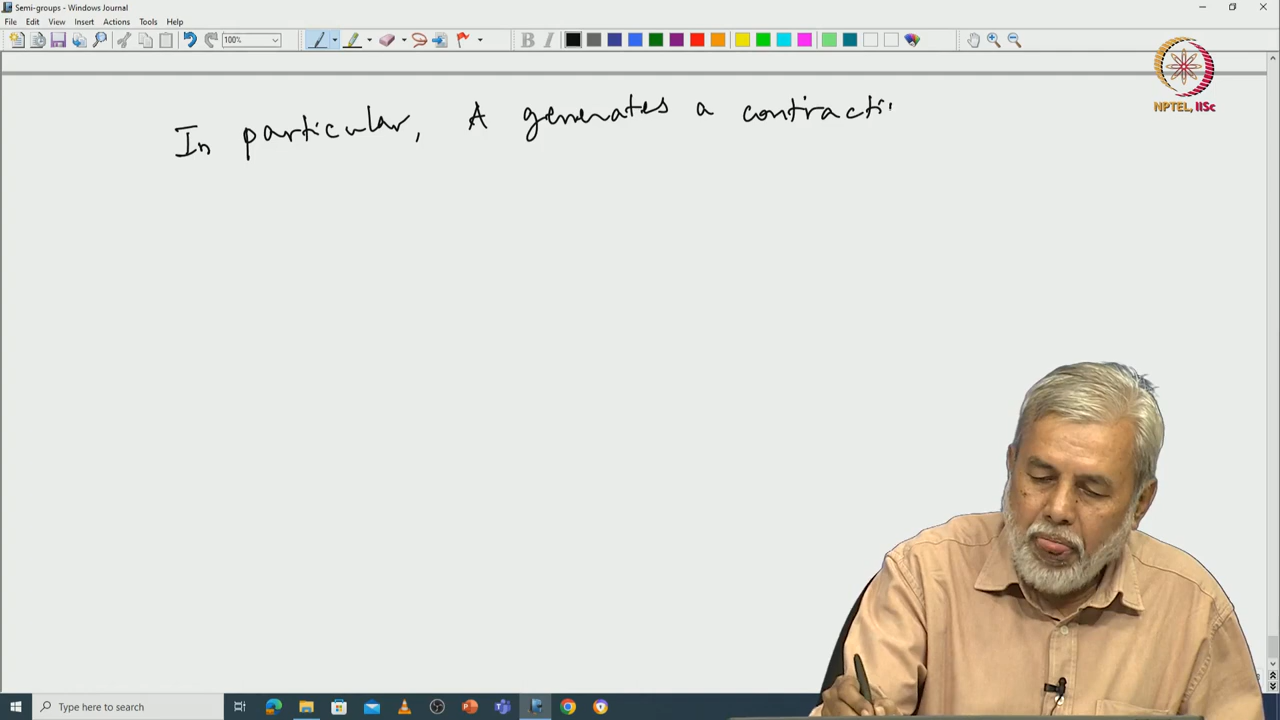 Semi-groups - Windows Journal
File Edit View Insert Actions Tools Help
100%
NPTEL, IISc
In particular, A generates a contracti
Type here to search